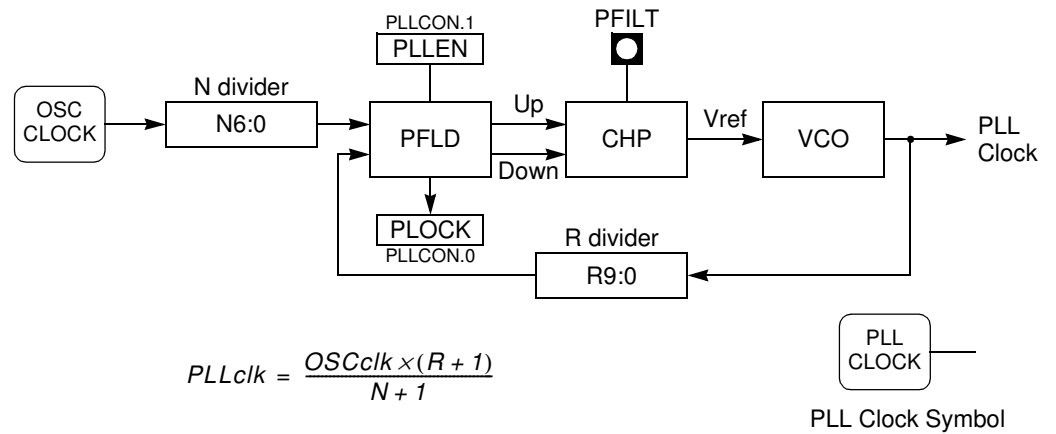 PLLCON.1
PLLEN
PFILT
N divider
OSC
CLOCK
N6:0
PFLD
Up
Down
CHP
Vref
VCO
PLL
Clock
PLOCK
PLLCON.0
R divider
R9:0
PLLclk = OSCclk × (R + 1)
N + 1
PLL
CLOCK
PLL Clock Symbol